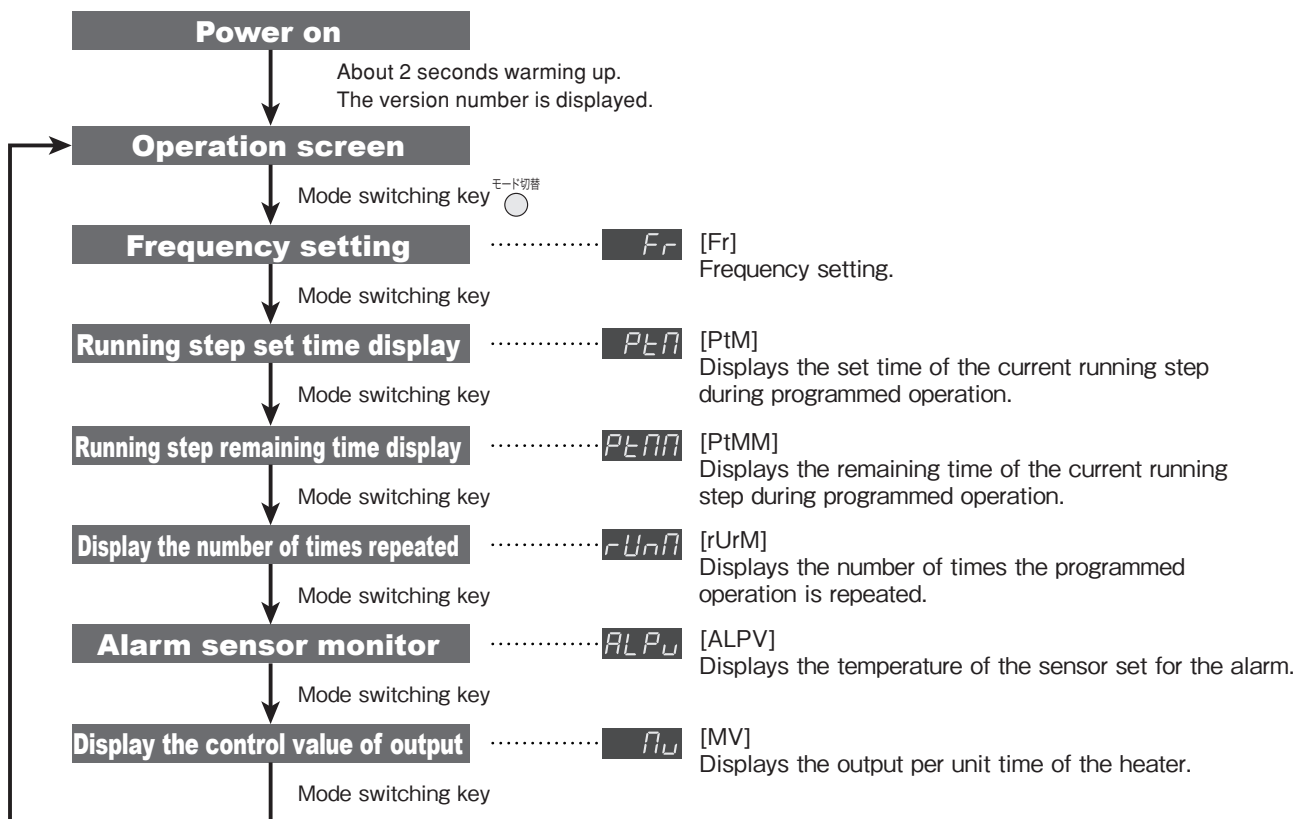 Power on
About 2 seconds warming up.
The version number is displayed.
Operation screen
Mode switching key モード切替
Frequency setting ·············· Fr [Fr]
Frequency setting.
Mode switching key
Running step set time display ·············· PtM [PtM]
Displays the set time of the current running step
during programmed operation.
Mode switching key
Running step remaining time display ·············· PtMM [PtMM]
Displays the remaining time of the current running
step during programmed operation.
Mode switching key
Display the number of times repeated ·············· rUnM [rUrM]
Displays the number of times the programmed
operation is repeated.
Mode switching key
Alarm sensor monitor ·············· ALPv [ALPV]
Displays the temperature of the sensor set for the alarm.
Mode switching key
Display the control value of output ·············· Mv [MV]
Displays the output per unit time of the heater.
Mode switching key